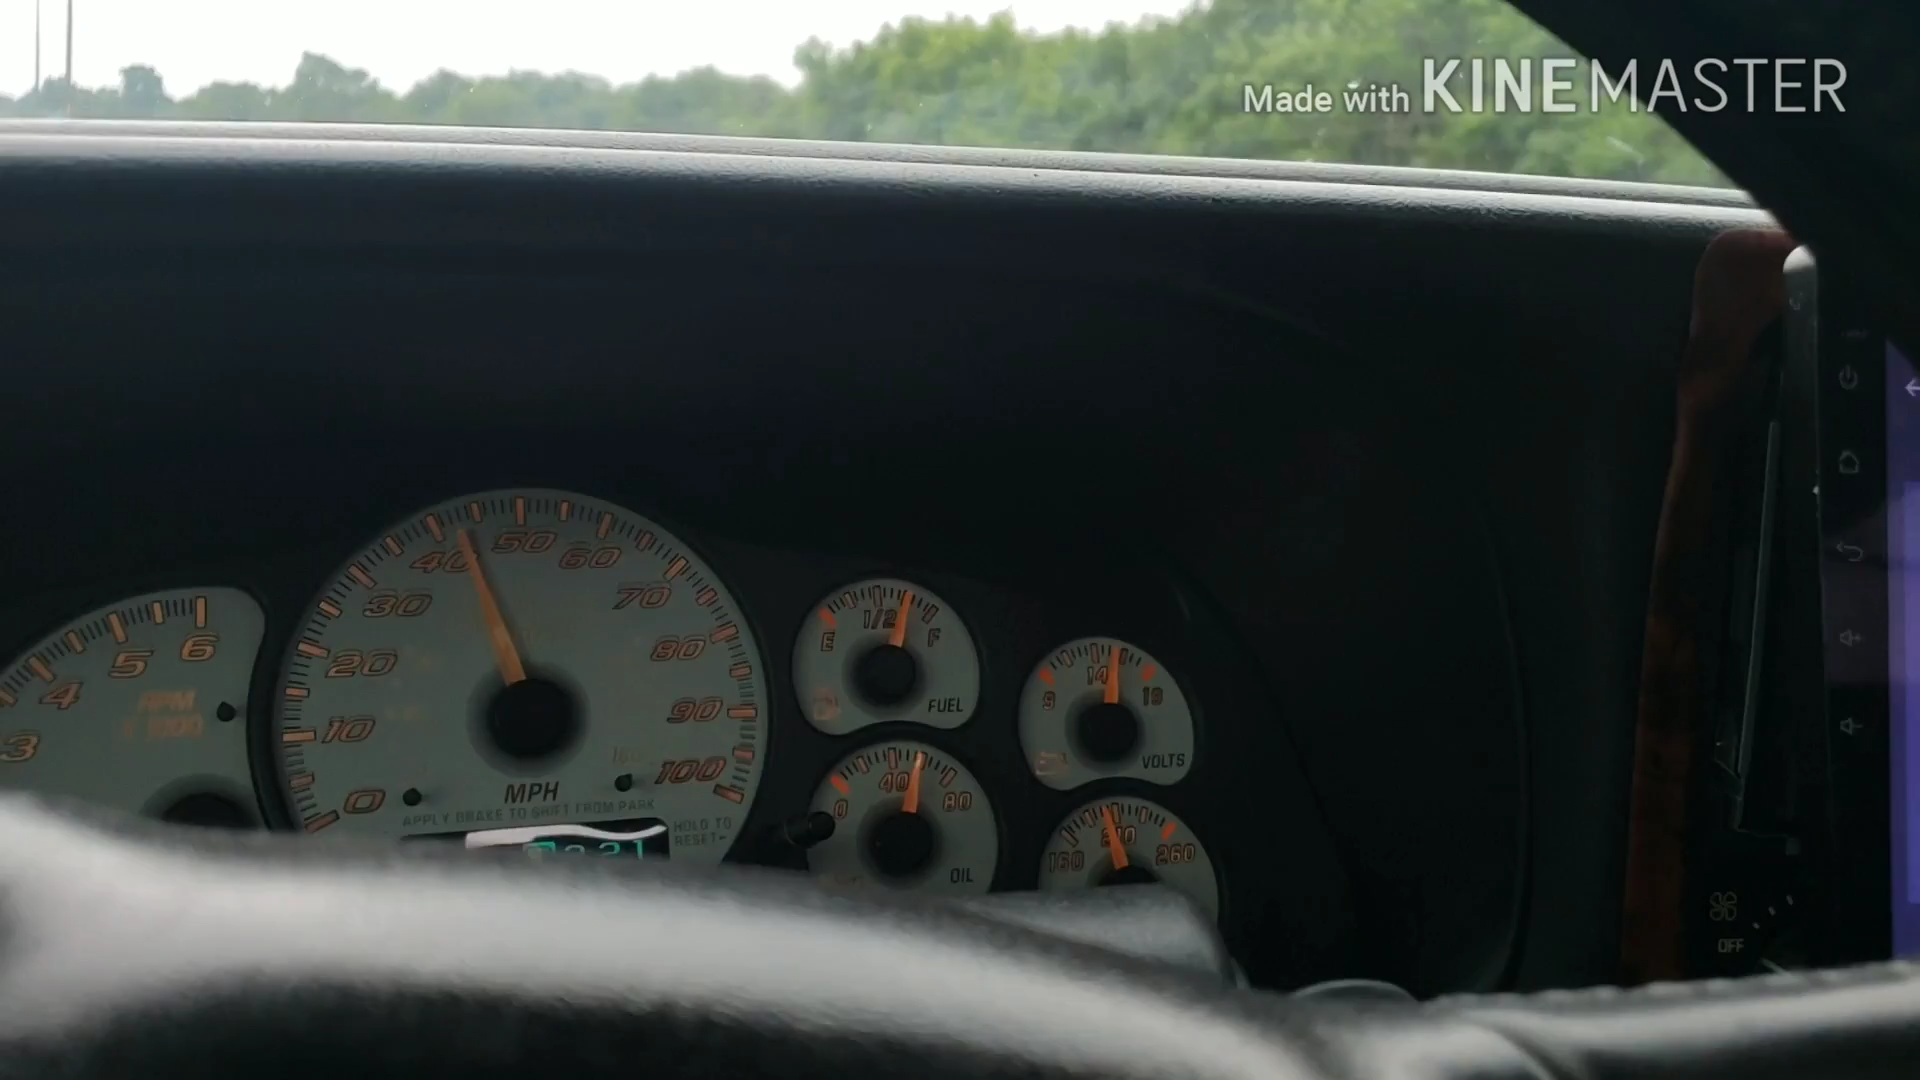 Made with KINEMASTER
40 50 60
30 70
20 80
10 90
0 100
MPH
APPLY BRAKE TO SHIFT FROM PARK
HOLD TO
RESET
3 4 5 6
RPM
E 1/2 F
FUEL
9 14 19
VOLTS
0 40 80
OIL
160 210 260
OFF